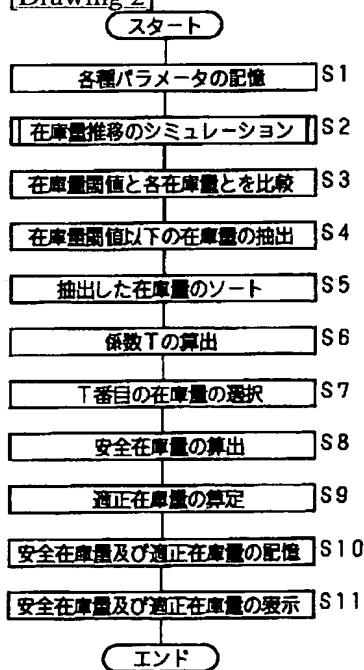 [Drawing 2]
スタート
各種パラメータの記憶 S1
在庫量推移のシミュレーション S2
在庫量閾値と各在庫量とを比較 S3
在庫量閾値以下の在庫量の抽出 S4
抽出した在庫量のソート S5
係数Tの算出 S6
T番目の在庫量の選択 S7
安全在庫量の算出 S8
適正在庫量の算定 S9
安全在庫量及び適正在庫量の記憶 S10
安全在庫量及び適正在庫量の表示 S11
エンド